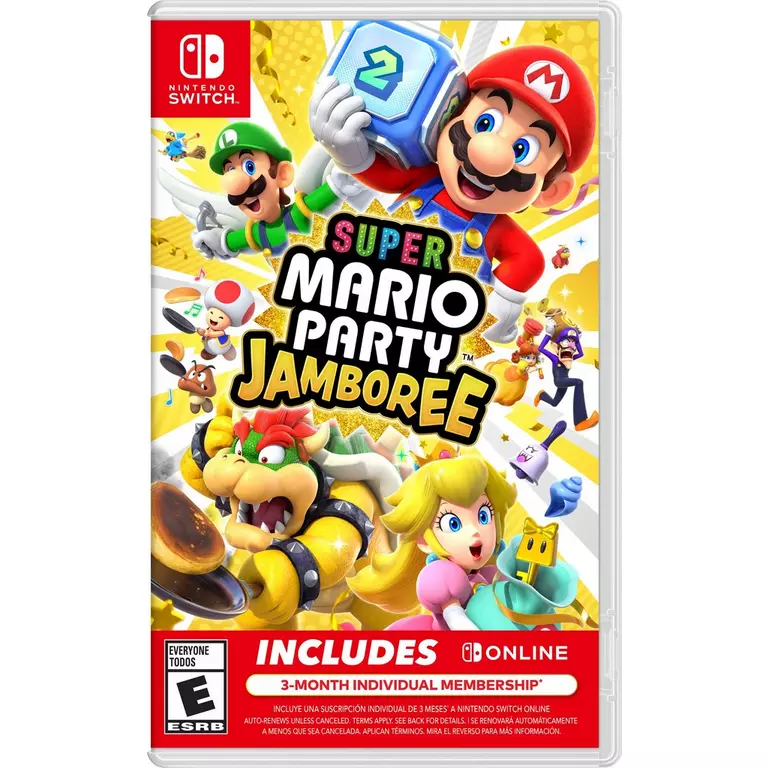 NINTENDO
SWITCH™
2
M
L
SUPER
MARIO
PARTY™
JAMBOREE
EVERYONE
TODOS
E
ESRB
INCLUDES
ONLINE
3-MONTH INDIVIDUAL MEMBERSHIP*
INCLUYE UNA SUSCRIPCIÓN INDIVIDUAL DE 3 MESES* A NINTENDO SWITCH ONLINE
AUTO-RENEWS UNLESS CANCELED. TERMS APPLY. SEE BACK FOR DETAILS. | SE RENOVARÁ AUTOMÁTICAMENTE
A MENOS QUE SEA CANCELADA. APLICAN TÉRMINOS. MIRA EL REVERSO PARA MÁS INFORMACIÓN.